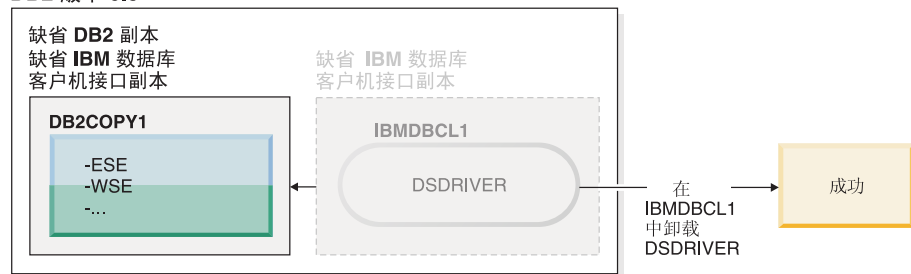 缺省 DB2 副本
缺省 IBM 数据库
客户机接口副本
缺省 IBM 数据库
客户机接口副本
DB2COPY1
-ESE
-WSE
-...
IBMDBCL1
DSDRIVER
在
IBMDBCL1
中卸载
DSDRIVER
成功